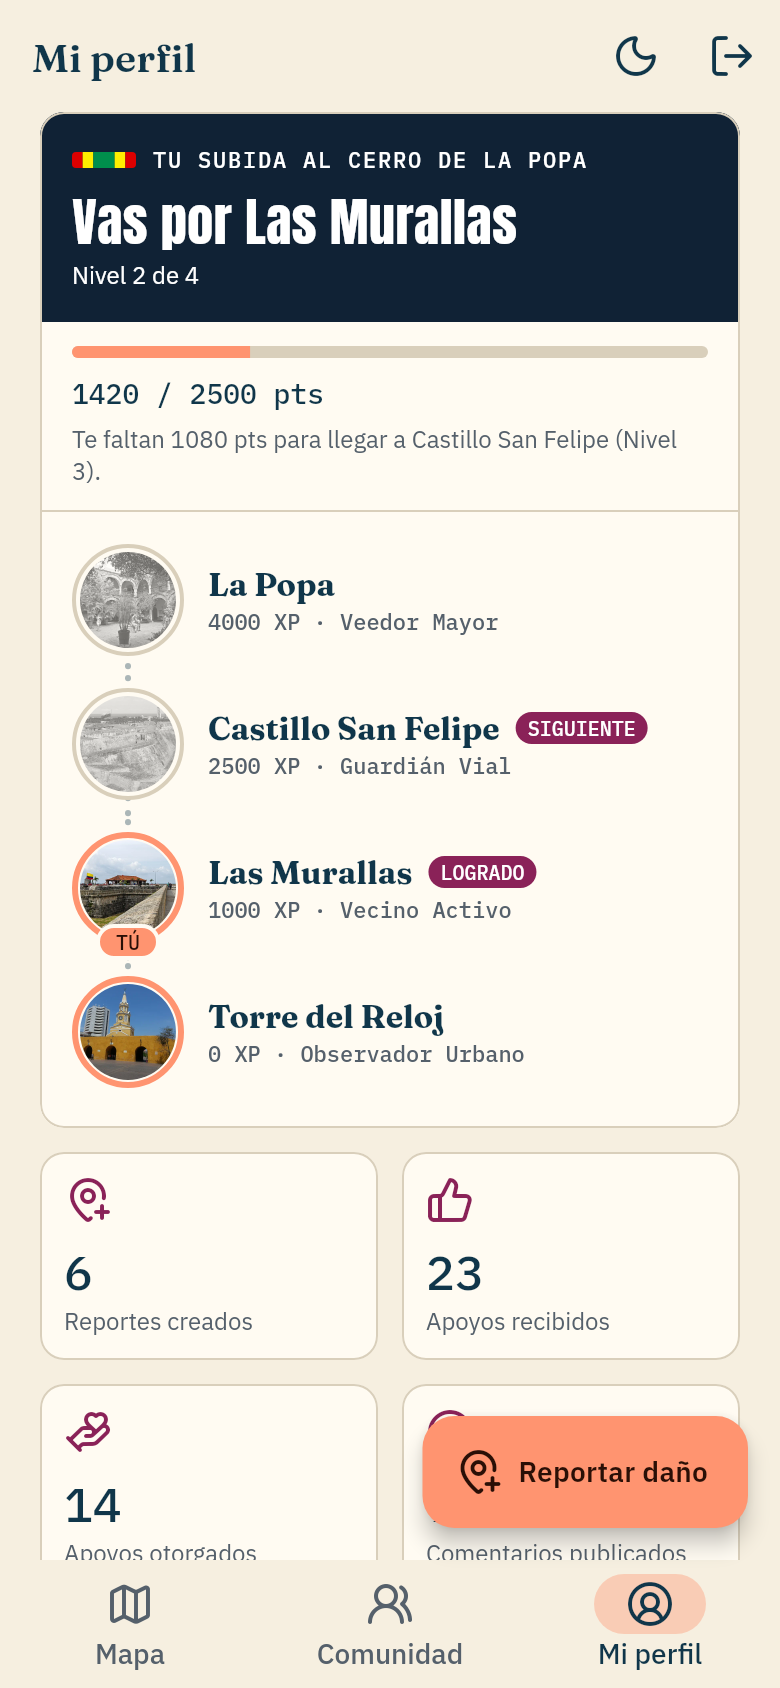 Mi perfil
TU SUBIDA AL CERRO DE LA POPA
Vas por Las Murallas
Nivel 2 de 4
1420 / 2500 pts
Te faltan 1080 pts para llegar a Castillo San Felipe (Nivel
3).
La Popa
4000 XP · Veedor Mayor
Castillo San Felipe SIGUIENTE
2500 XP · Guardián Vial
Las Murallas LOGRADO
1000 XP · Vecino Activo
TÚ
Torre del Reloj
0 XP · Observador Urbano
6
Reportes creados
23
Apoyos recibidos
14
Apoyos otorgados
Reportar daño
Comentarios publicados
Mapa
Comunidad
Mi perfil